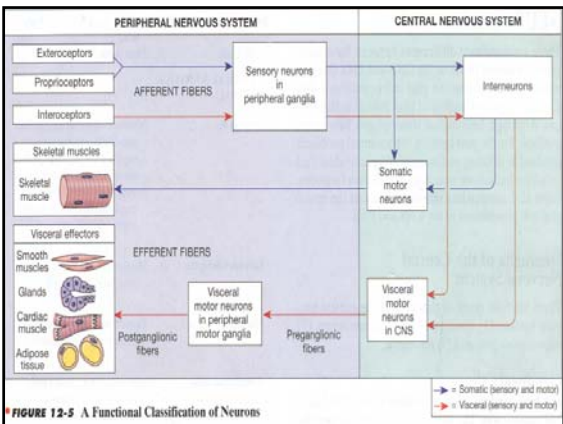 PERIPHERAL NERVOUS SYSTEM
CENTRAL NERVOUS SYSTEM
Exteroceptors
Proprioceptors
Interoceptors
AFFERENT FIBERS
Sensory neurons
in
peripheral ganglia
Interneurons
Skeletal muscles
Skeletal
muscle
Somatic
motor
neurons
Visceral effectors
Smooth
muscles
Glands
Cardiac
muscle
Adipose
tissue
EFFERENT FIBERS
Postganglionic
fibers
Visceral
motor neurons
in peripheral
motor ganglia
Preganglionic
fibers
Visceral
motor
neurons
in CNS
= Somatic (sensory and motor)
= Visceral (sensory and motor)
FIGURE 12-5 A Functional Classification of Neurons